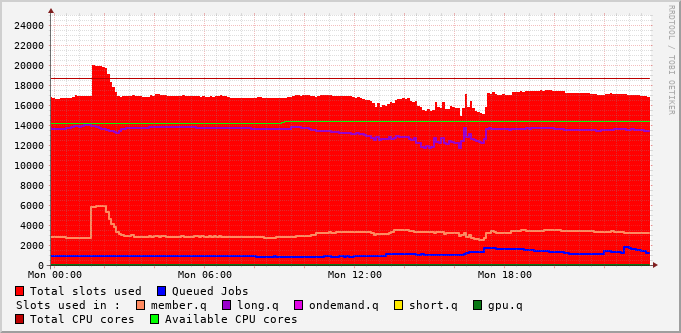 24000
22000
20000
18000
16000
14000
12000
10000
8000
6000
4000
2000
0
Mon 00:00 Mon 06:00 Mon 12:00 Mon 18:00
Total slots used Queued Jobs
Slots used in : member.q long.q ondemand.q short.q gpu.q
Total CPU cores Available CPU cores
RRDTOOL / TOBI OETIKER